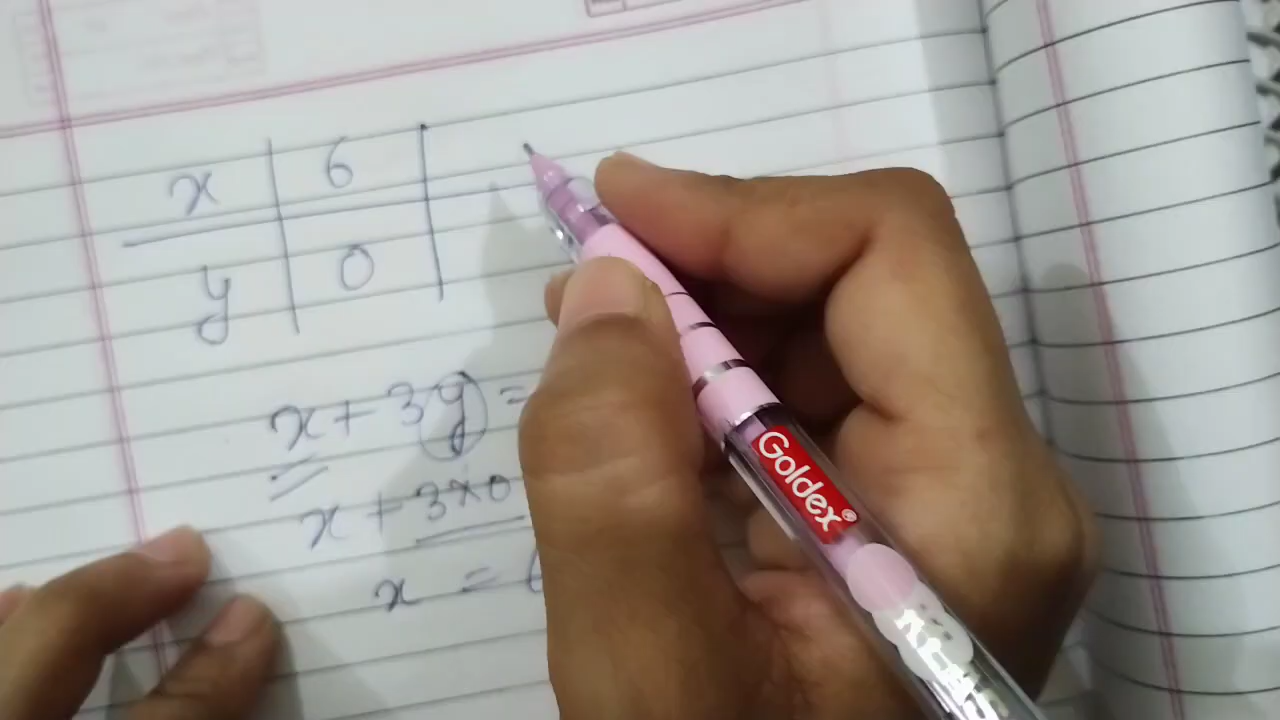 x 6
y 0
x + 3y =
x + 3×0
x =
Goldex®